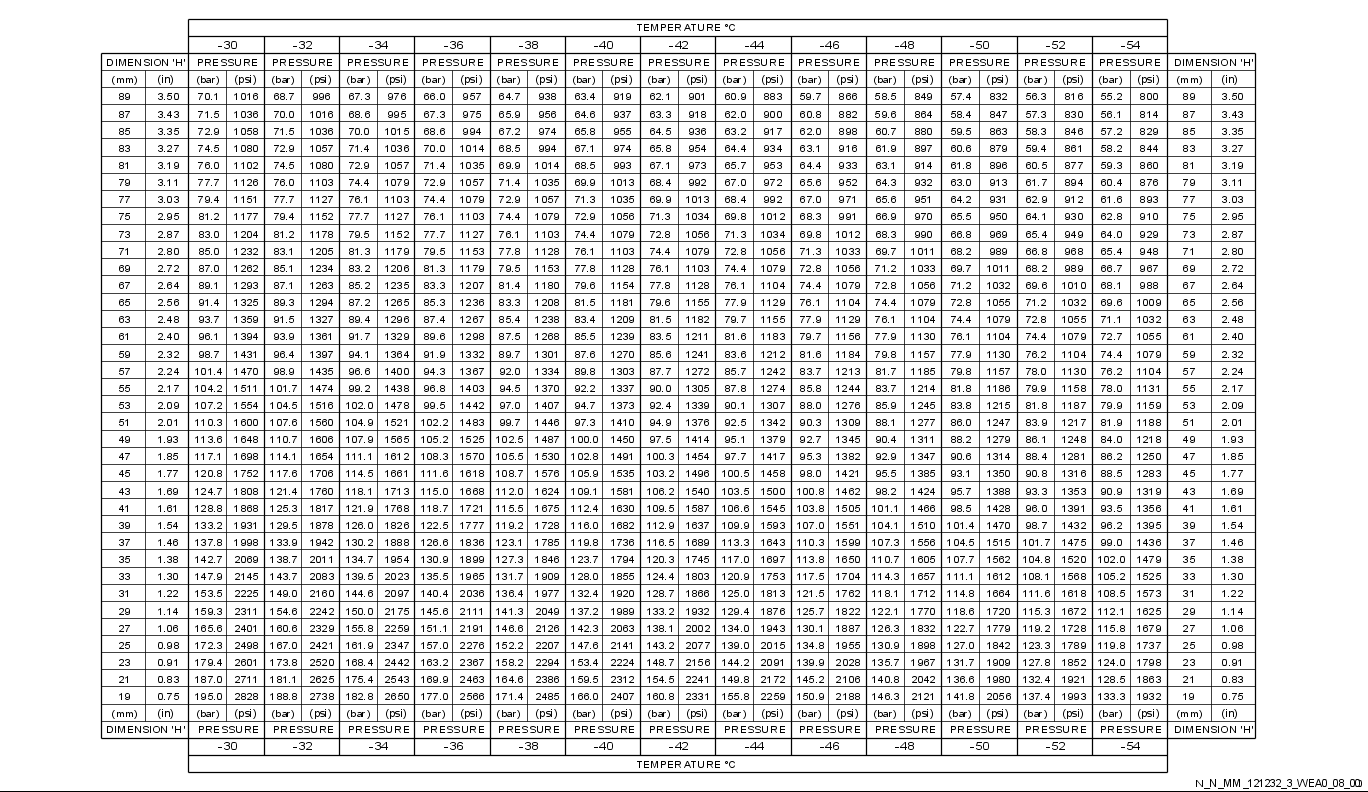 TEMPERATURE °C
-30 -32 -34 -36 -38 -40 -42 -44 -46 -48 -50 -52 -54
DIMENSION 'H' PRESSURE PRESSURE PRESSURE PRESSURE PRESSURE PRESSURE PRESSURE PRESSURE PRESSURE PRESSURE PRESSURE PRESSURE PRESSURE DIMENSION 'H'
(mm) (in) (bar) (psi) (bar) (psi) (bar) (psi) (bar) (psi) (bar) (psi) (bar) (psi) (bar) (psi) (bar) (psi) (bar) (psi) (bar) (psi) (bar) (psi) (bar) (psi) (bar) (psi) (mm) (in)
89 3.50 70.1 1016 68.7 996 67.3 976 66.0 957 64.7 938 63.4 919 62.1 901 60.9 883 59.7 866 58.5 849 57.4 832 56.3 816 55.2 800 89 3.50
87 3.43 71.5 1036 70.0 1016 68.6 995 67.3 975 65.9 956 64.6 937 63.3 918 62.0 900 60.8 882 59.6 864 58.4 847 57.3 830 56.1 814 87 3.43
85 3.35 72.9 1058 71.5 1036 70.0 1015 68.6 994 67.2 974 65.8 955 64.5 936 63.2 917 62.0 898 60.7 880 59.5 863 58.3 846 57.2 829 85 3.35
83 3.27 74.5 1080 72.9 1057 71.4 1036 70.0 1014 68.5 994 67.1 974 65.8 954 64.4 934 63.1 916 61.9 897 60.6 879 59.4 861 58.2 844 83 3.27
81 3.19 76.0 1102 74.5 1080 72.9 1057 71.4 1035 69.9 1014 68.5 993 67.1 973 65.7 953 64.4 933 63.1 914 61.8 896 60.5 877 59.3 860 81 3.19
79 3.11 77.7 1126 76.0 1103 74.4 1079 72.9 1057 71.4 1035 69.9 1013 68.4 992 67.0 972 65.6 952 64.3 932 63.0 913 61.7 894 60.4 876 79 3.11
77 3.03 79.4 1151 77.7 1127 76.1 1103 74.4 1079 72.9 1057 71.3 1035 69.9 1013 68.4 992 67.0 971 65.6 951 64.2 931 62.9 912 61.6 893 77 3.03
75 2.95 81.2 1177 79.4 1152 77.7 1127 76.1 1103 74.4 1079 72.9 1056 71.3 1034 69.8 1012 68.3 991 66.9 970 65.5 950 64.1 930 62.8 910 75 2.95
73 2.87 83.0 1204 81.2 1178 79.5 1152 77.7 1127 76.1 1103 74.4 1079 72.8 1056 71.3 1034 69.8 1012 68.3 990 66.8 969 65.4 949 64.0 929 73 2.87
71 2.80 85.0 1232 83.1 1205 81.3 1179 79.5 1153 77.8 1128 76.1 1103 74.4 1079 72.8 1056 71.3 1033 69.7 1011 68.2 989 66.8 968 65.4 948 71 2.80
69 2.72 87.0 1262 85.1 1234 83.2 1206 81.3 1179 79.5 1153 77.8 1128 76.1 1103 74.4 1079 72.8 1056 71.2 1033 69.7 1011 68.2 989 66.7 967 69 2.72
67 2.64 89.1 1293 87.1 1263 85.2 1235 83.3 1207 81.4 1180 79.6 1154 77.8 1128 76.1 1104 74.4 1079 72.8 1056 71.2 1032 69.6 1010 68.1 988 67 2.64
65 2.56 91.4 1325 89.3 1294 87.2 1265 85.3 1236 83.3 1208 81.5 1181 79.6 1155 77.9 1129 76.1 1104 74.4 1079 72.8 1055 71.2 1032 69.6 1009 65 2.56
63 2.48 93.7 1359 91.5 1327 89.4 1296 87.4 1267 85.4 1238 83.4 1209 81.5 1182 79.7 1155 77.9 1129 76.1 1104 74.4 1079 72.8 1055 71.1 1032 63 2.48
61 2.40 96.1 1394 93.9 1361 91.7 1329 89.6 1298 87.5 1268 85.5 1239 83.5 1211 81.6 1183 79.7 1156 77.9 1130 76.1 1104 74.4 1079 72.7 1055 61 2.40
59 2.32 98.7 1431 96.4 1397 94.1 1364 91.9 1332 89.7 1301 87.6 1270 85.6 1241 83.6 1212 81.6 1184 79.8 1157 77.9 1130 76.2 1104 74.4 1079 59 2.32
57 2.24 101.4 1470 98.9 1435 96.6 1400 94.3 1367 92.0 1334 89.8 1303 87.7 1272 85.7 1242 83.7 1213 81.7 1185 79.8 1157 78.0 1130 76.2 1104 57 2.24
55 2.17 104.2 1511 101.7 1474 99.2 1438 96.8 1403 94.5 1370 92.2 1337 90.0 1305 87.8 1274 85.8 1244 83.7 1214 81.8 1186 79.9 1158 78.0 1131 55 2.17
53 2.09 107.2 1554 104.5 1516 102.0 1478 99.5 1442 97.0 1407 94.7 1373 92.4 1339 90.1 1307 88.0 1276 85.9 1245 83.8 1215 81.8 1187 79.9 1159 53 2.09
51 2.01 110.3 1600 107.6 1560 104.9 1521 102.2 1483 99.7 1446 97.3 1410 94.9 1376 92.5 1342 90.3 1309 88.1 1277 86.0 1247 83.9 1217 81.9 1188 51 2.01
49 1.93 113.6 1648 110.7 1606 107.9 1565 105.2 1525 102.5 1487 100.0 1450 97.5 1414 95.1 1379 92.7 1345 90.4 1311 88.2 1279 86.1 1248 84.0 1218 49 1.93
47 1.85 117.1 1698 114.1 1654 111.1 1612 108.3 1570 105.5 1530 102.8 1491 100.3 1454 97.7 1417 95.3 1382 92.9 1347 90.6 1314 88.4 1281 86.2 1250 47 1.85
45 1.77 120.8 1752 117.6 1706 114.5 1661 111.6 1618 108.7 1576 105.9 1535 103.2 1496 100.5 1458 98.0 1421 95.5 1385 93.1 1350 90.8 1316 88.5 1283 45 1.77
43 1.69 124.7 1808 121.4 1760 118.1 1713 115.0 1668 112.0 1624 109.1 1581 106.2 1540 103.5 1500 100.8 1462 98.2 1424 95.7 1388 93.3 1353 90.9 1319 43 1.69
41 1.61 128.8 1868 125.3 1817 121.9 1768 118.7 1721 115.5 1675 112.4 1630 109.5 1587 106.6 1545 103.8 1505 101.1 1466 98.5 1428 96.0 1391 93.5 1356 41 1.61
39 1.54 133.2 1931 129.5 1878 126.0 1826 122.5 1777 119.2 1728 116.0 1682 112.9 1637 109.9 1593 107.0 1551 104.1 1510 101.4 1470 98.7 1432 96.2 1395 39 1.54
37 1.46 137.8 1998 133.9 1942 130.2 1888 126.6 1836 123.1 1785 119.8 1736 116.5 1689 113.3 1643 110.3 1599 107.3 1556 104.5 1515 101.7 1475 99.0 1436 37 1.46
35 1.38 142.7 2069 138.7 2011 134.7 1954 130.9 1899 127.3 1846 123.7 1794 120.3 1745 117.0 1697 113.8 1650 110.7 1605 107.7 1562 104.8 1520 102.0 1479 35 1.38
33 1.30 147.9 2145 143.7 2083 139.5 2023 135.5 1965 131.7 1909 128.0 1855 124.4 1803 120.9 1753 117.5 1704 114.3 1657 111.1 1612 108.1 1568 105.2 1525 33 1.30
31 1.22 153.5 2225 149.0 2160 144.6 2097 140.4 2036 136.4 1977 132.4 1920 128.7 1866 125.0 1813 121.5 1762 118.1 1712 114.8 1664 111.6 1618 108.5 1573 31 1.22
29 1.14 159.3 2311 154.6 2242 150.0 2175 145.6 2111 141.3 2049 137.2 1989 133.2 1932 129.4 1876 125.7 1822 122.1 1770 118.6 1720 115.3 1672 112.1 1625 29 1.14
27 1.06 165.6 2401 160.6 2329 155.8 2259 151.1 2191 146.6 2126 142.3 2063 138.1 2002 134.0 1943 130.1 1887 126.3 1832 122.7 1779 119.2 1728 115.8 1679 27 1.06
25 0.98 172.3 2498 167.0 2421 161.9 2347 157.0 2276 152.2 2207 147.6 2141 143.2 2077 139.0 2015 134.8 1955 130.9 1898 127.0 1842 123.3 1789 119.8 1737 25 0.98
23 0.91 179.4 2601 173.8 2520 168.4 2442 163.2 2367 158.2 2294 153.4 2224 148.7 2156 144.2 2091 139.9 2028 135.7 1967 131.7 1909 127.8 1852 124.0 1798 23 0.91
21 0.83 187.0 2711 181.1 2625 175.4 2543 169.9 2463 164.6 2386 159.5 2312 154.5 2241 149.8 2172 145.2 2106 140.8 2042 136.6 1980 132.4 1921 128.5 1863 21 0.83
19 0.75 195.0 2828 188.8 2738 182.8 2650 177.0 2566 171.4 2485 166.0 2407 160.8 2331 155.8 2259 150.9 2188 146.3 2121 141.8 2056 137.4 1993 133.3 1932 19 0.75
(mm) (in) (bar) (psi) (bar) (psi) (bar) (psi) (bar) (psi) (bar) (psi) (bar) (psi) (bar) (psi) (bar) (psi) (bar) (psi) (bar) (psi) (bar) (psi) (bar) (psi) (bar) (psi) (mm) (in)
DIMENSION 'H' PRESSURE PRESSURE PRESSURE PRESSURE PRESSURE PRESSURE PRESSURE PRESSURE PRESSURE PRESSURE PRESSURE PRESSURE PRESSURE DIMENSION 'H'
-30 -32 -34 -36 -38 -40 -42 -44 -46 -48 -50 -52 -54
TEMPERATURE °C
N_N_MM_121232_3_WEA0_08_00